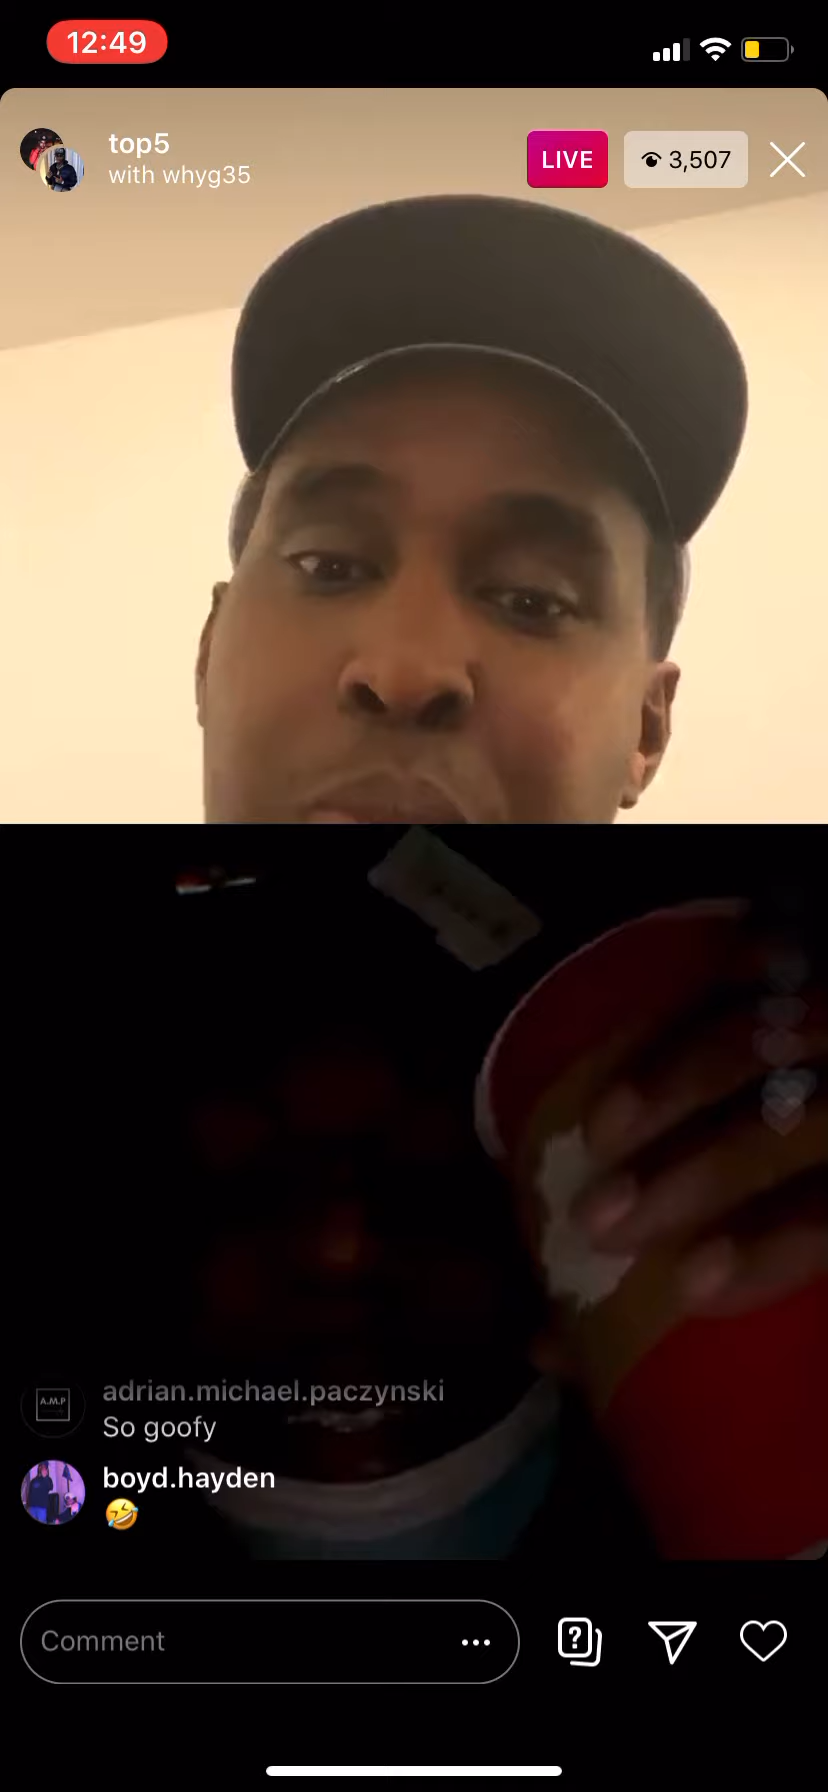 12:49
top5
with whyg35
LIVE
3,507
A.M.P
adrian.michael.paczynski
So goofy
boyd.hayden
🤣
Comment